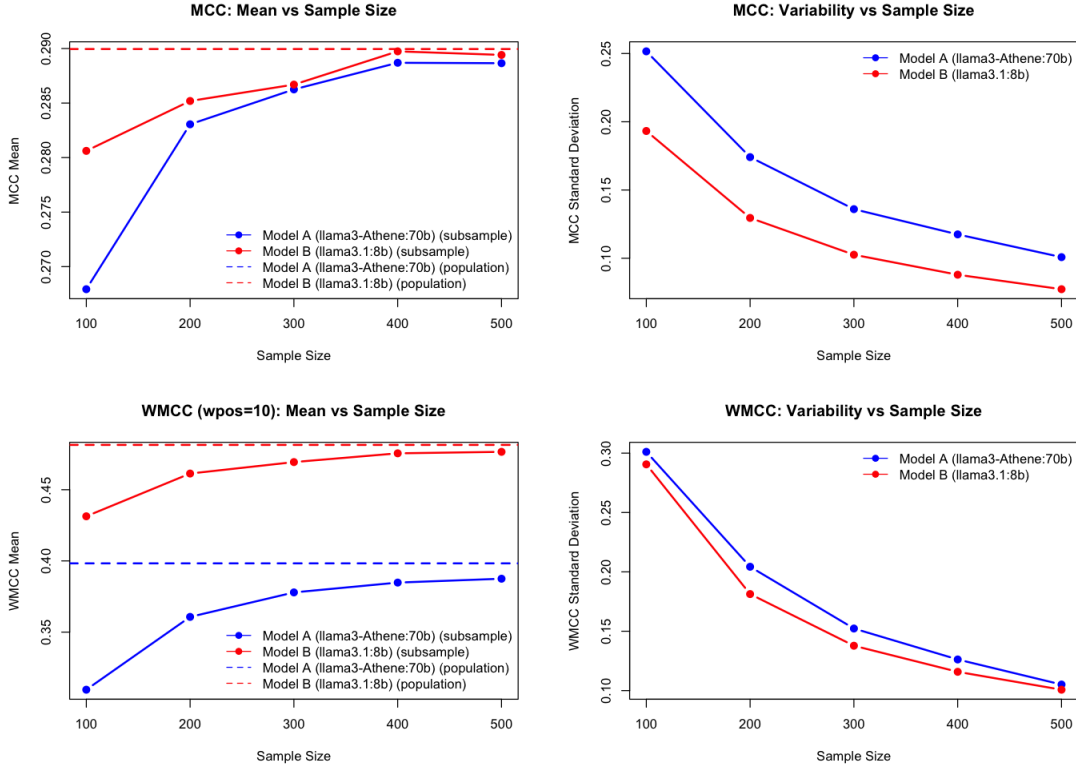 MCC: Mean vs Sample Size
MCC Mean
0.290
0.285
0.280
0.275
0.270
Model A (llama3-Athene:70b) (subsample)
Model B (llama3.1:8b) (subsample)
Model A (llama3-Athene:70b) (population)
Model B (llama3.1:8b) (population)
100 200 300 400 500
Sample Size
MCC: Variability vs Sample Size
MCC Standard Deviation
0.25
0.20
0.15
0.10
Model A (llama3-Athene:70b)
Model B (llama3.1:8b)
100 200 300 400 500
Sample Size
WMCC (wpos=10): Mean vs Sample Size
WMCC Mean
0.45
0.40
0.35
Model A (llama3-Athene:70b) (subsample)
Model B (llama3.1:8b) (subsample)
Model A (llama3-Athene:70b) (population)
Model B (llama3.1:8b) (population)
100 200 300 400 500
Sample Size
WMCC: Variability vs Sample Size
WMCC Standard Deviation
0.30
0.25
0.20
0.15
0.10
Model A (llama3-Athene:70b)
Model B (llama3.1:8b)
100 200 300 400 500
Sample Size